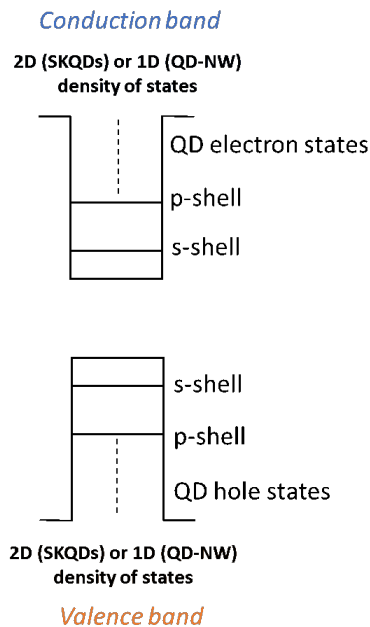 Conduction band
2D (SKQDs) or 1D (QD-NW)
density of states
QD electron states
p-shell
s-shell
s-shell
p-shell
QD hole states
2D (SKQDs) or 1D (QD-NW)
density of states
Valence band